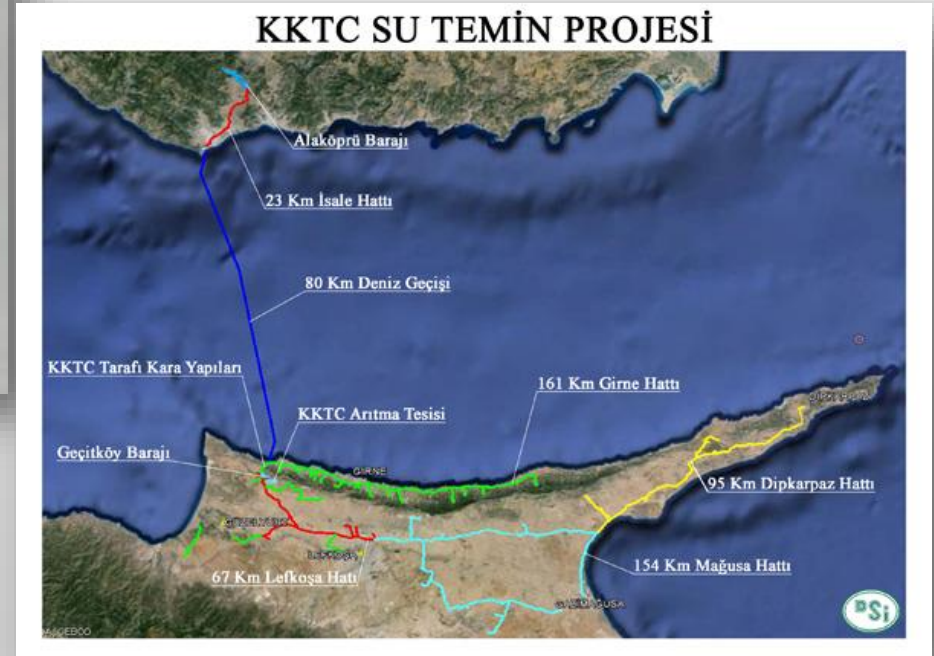 KKTC SU TEMİN PROJESİ
Alaköprü Barajı
23 Km İsale Hattı
80 Km Deniz Geçişi
KKTC Tarafı Kara Yapıları
161 Km Girne Hattı
KKTC Arıtma Tesisi
Geçitköy Barajı
GİRNE
95 Km Dipkarpaz Hattı
LEFKOŞA
67 Km Lefkoşa Hatı
154 Km Mağusa Hattı
GAZİMAĞUSA
DSİ